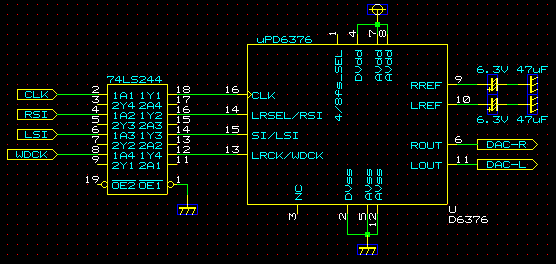 uPD6376
1 4 7 8
4/8fs_SEL DVdd AVdd AVdd
74LS244
6.3V 47uF
CLK 2 1A1 1Y1 18 16 CLK RREF 9
3 2Y4 2A4 17
RSI 4 1A2 1Y2 16 14 LRSEL/RSI LREF 10
5 2Y3 2A3 15
6.3V 47uF
LSI 6 1A3 1Y3 14 15 SI/LSI
7 2Y2 2A2 13 ROUT 6 DAC-R
WDCK 8 1A4 1Y4 12 13 LRCK/WDCK
9 2Y1 2A1 11 LOUT 11 DAC-L
19 OE2 OE1 1
NC DVSS AVSS AVSS
3 2 5 12
U
D6376